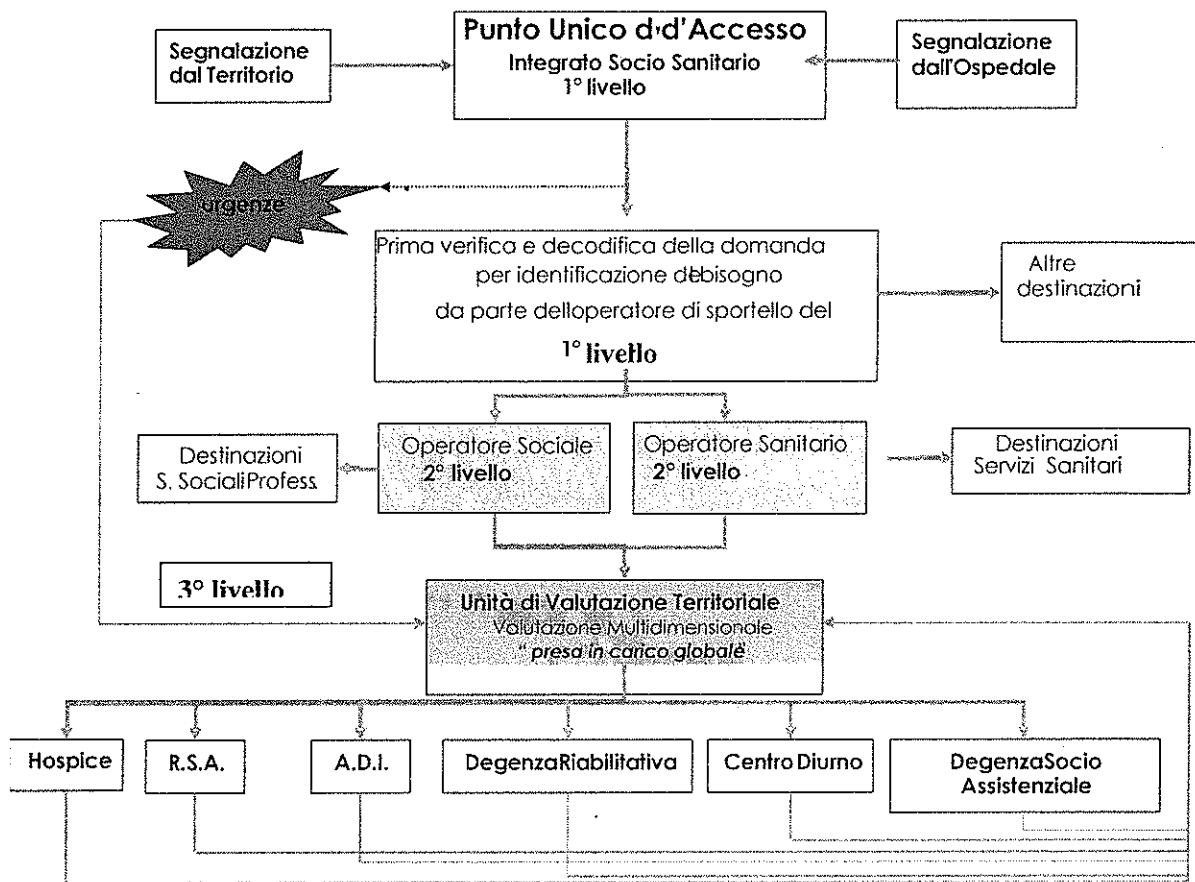 Segnalazione
dal Territorio
Punto Unico d'd'Accesso
Integrato Socio Sanitario
1° livello
Segnalazione
dall'Ospedale
urgenze
Prima verifica e decodifica della domanda
per identificazione debisogno
da parte delloperatore di sportello del
1° livello
Altre
destinazioni
Destinazioni
S. SocialiProfess.
Operatore Sociale
2° livello
Operatore Sanitario
2° livello
Destinazioni
Servizi Sanitari
3° livello
Unità di Valutazione Territoriale
Valutazione Multidimensionale
" presa in carico globale"
Hospice
R.S.A.
A.D.I.
DegenzaRiabilitativa
Centro Diurno
DegenzaSocio
Assistenziale